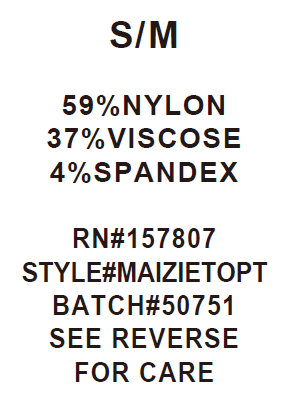 S/M
59%NYLON
37%VISCOSE
4%SPANDEX
RN#157807
STYLE#MAIZIETOPT
BATCH#50751
SEE REVERSE
FOR CARE